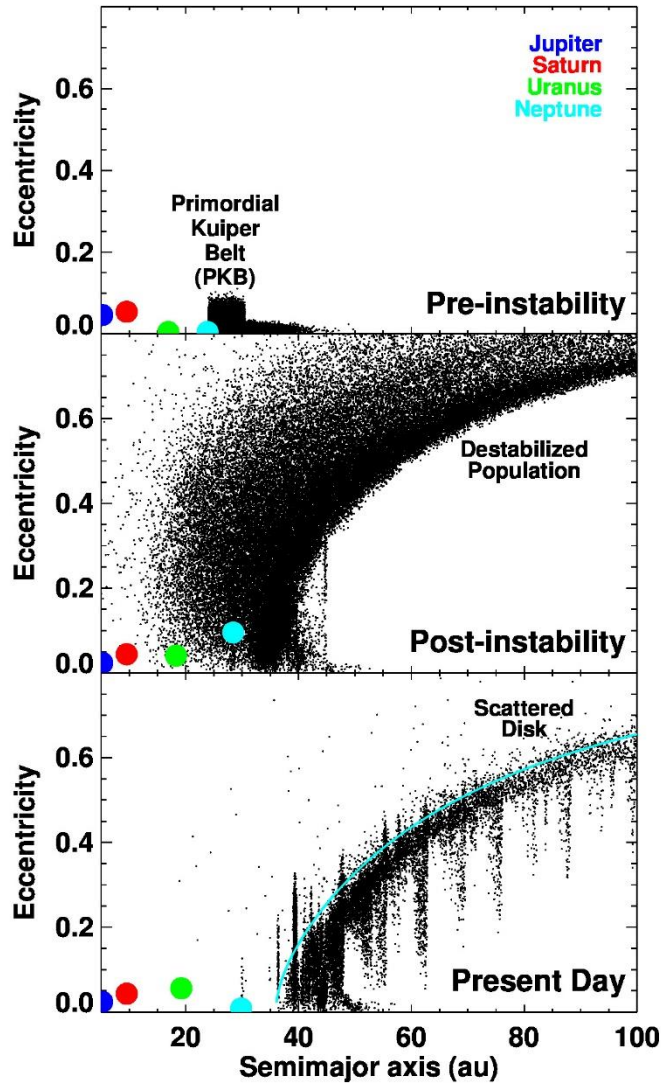 Jupiter
Saturn
Uranus
Neptune
0.6
0.4
0.2
0.0
Eccentricity
Primordial
Kuiper
Belt
(PKB)
Pre-instability
0.6
0.4
0.2
0.0
Eccentricity
Destabilized
Population
Post-instability
0.6
0.4
0.2
0.0
Eccentricity
Scattered
Disk
Present Day
20 40 60 80 100
Semimajor axis (au)